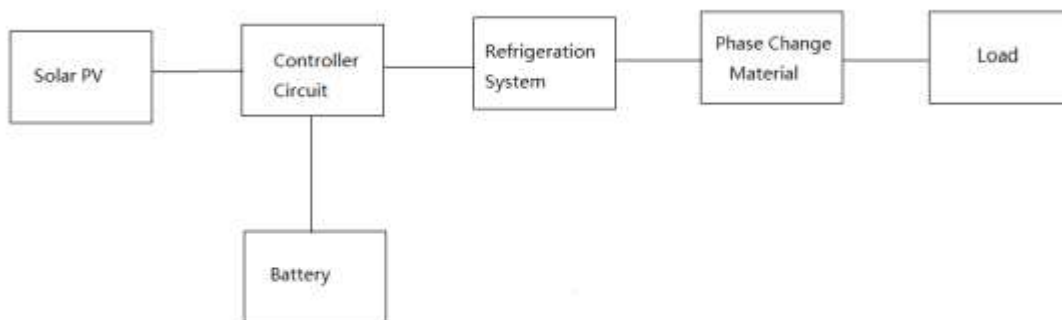 Solar PV
Controller
Circuit
Refrigeration
System
Phase Change
Material
Load
Battery